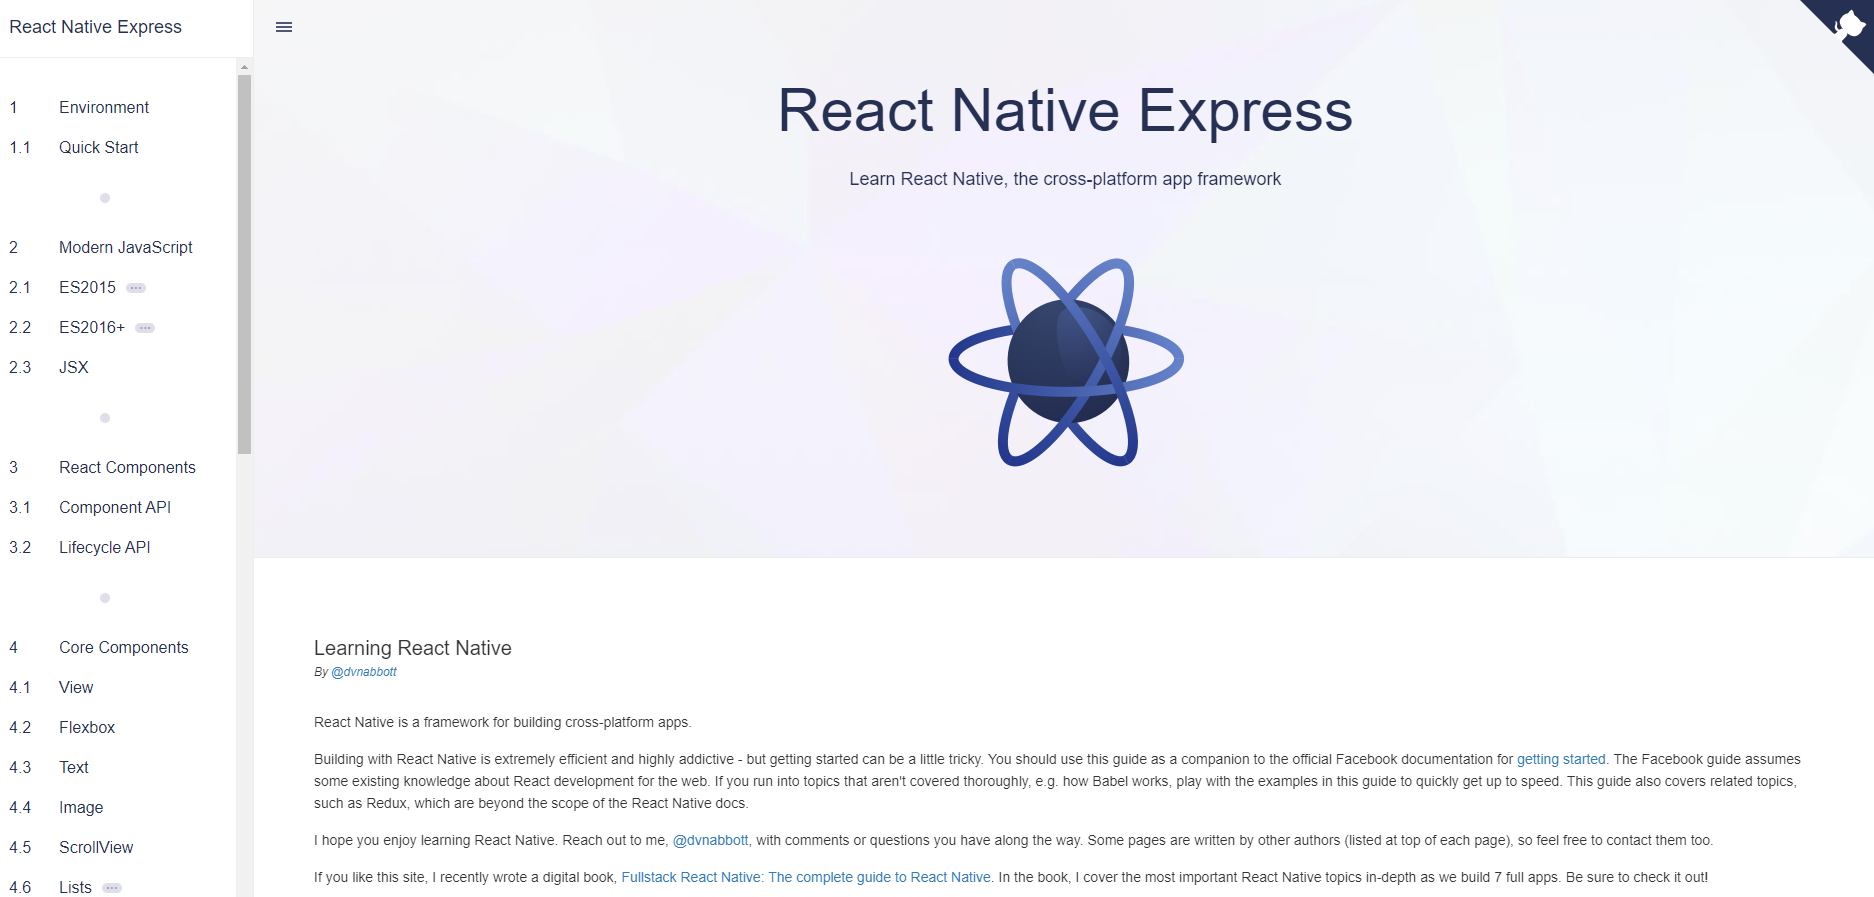 React Native Express
1 Environment
1.1 Quick Start
2 Modern JavaScript
2.1 ES2015
2.2 ES2016+
2.3 JSX
3 React Components
3.1 Component API
3.2 Lifecycle API
4 Core Components
4.1 View
4.2 Flexbox
4.3 Text
4.4 Image
4.5 ScrollView
4.6 Lists
React Native Express
Learn React Native, the cross-platform app framework
Learning React Native
By @dvnabbott
React Native is a framework for building cross-platform apps.
Building with React Native is extremely efficient and highly addictive - but getting started can be a little tricky. You should use this guide as a companion to the official Facebook documentation for getting started. The Facebook guide assumes
some existing knowledge about React development for the web. If you run into topics that aren't covered thoroughly, e.g. how Babel works, play with the examples in this guide to quickly get up to speed. This guide also covers related topics,
such as Redux, which are beyond the scope of the React Native docs.
I hope you enjoy learning React Native. Reach out to me, @dvnabbott, with comments or questions you have along the way. Some pages are written by other authors (listed at top of each page), so feel free to contact them too.
If you like this site, I recently wrote a digital book, Fullstack React Native: The complete guide to React Native. In the book, I cover the most important React Native topics in-depth as we build 7 full apps. Be sure to check it out!